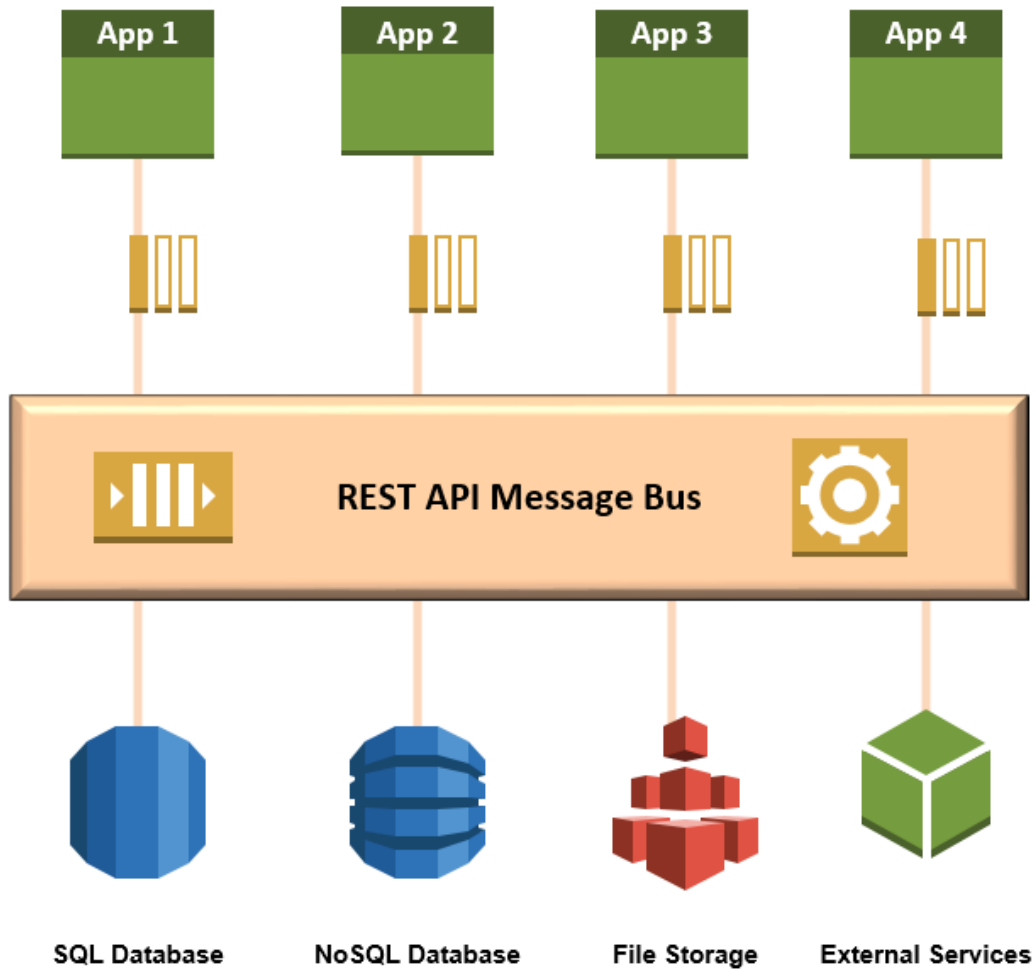 App 1
App 2
App 3
App 4
REST API Message Bus
SQL Database
NoSQL Database
File Storage
External Services